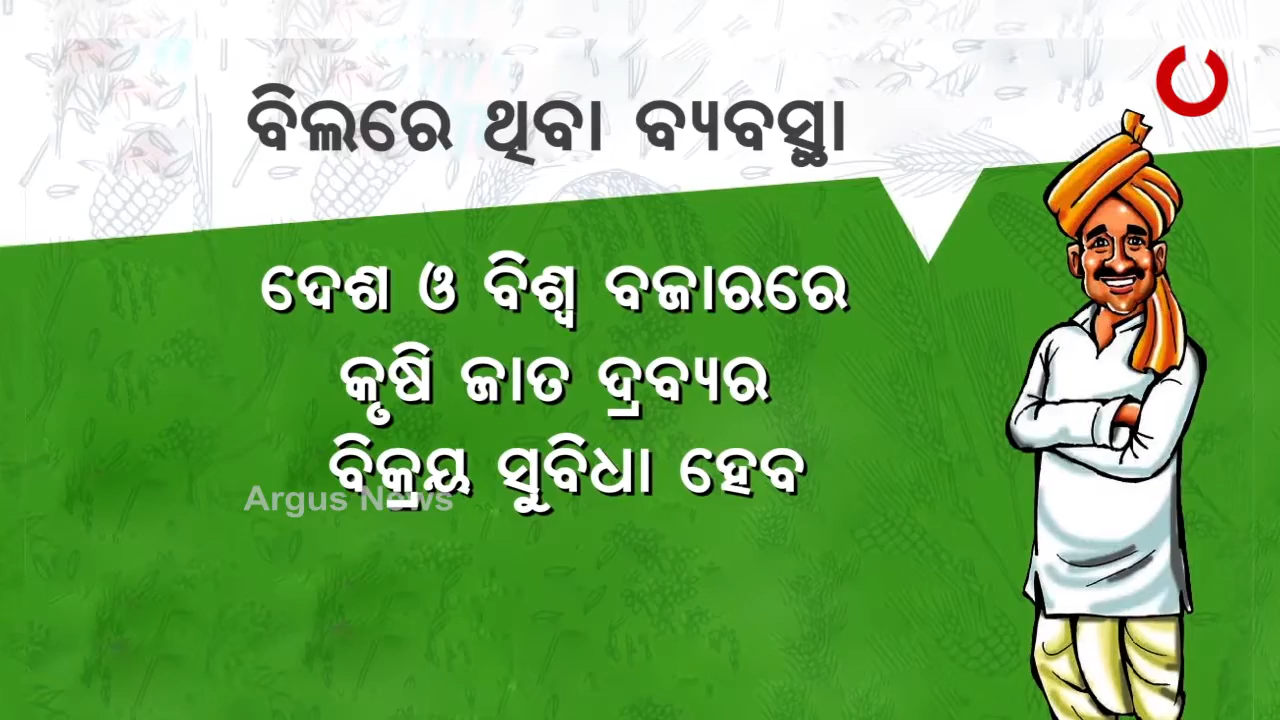 ବିଲରେ ଥିବା ବ୍ୟବସ୍ଥା
ଦେଶ ଓ ବିଶ୍ୱ ବଜାରରେ
କୃଷି ଜାତ ଦ୍ରବ୍ୟର
ବିକ୍ରୟ ସୁବିଧା ହେବ
Argus News